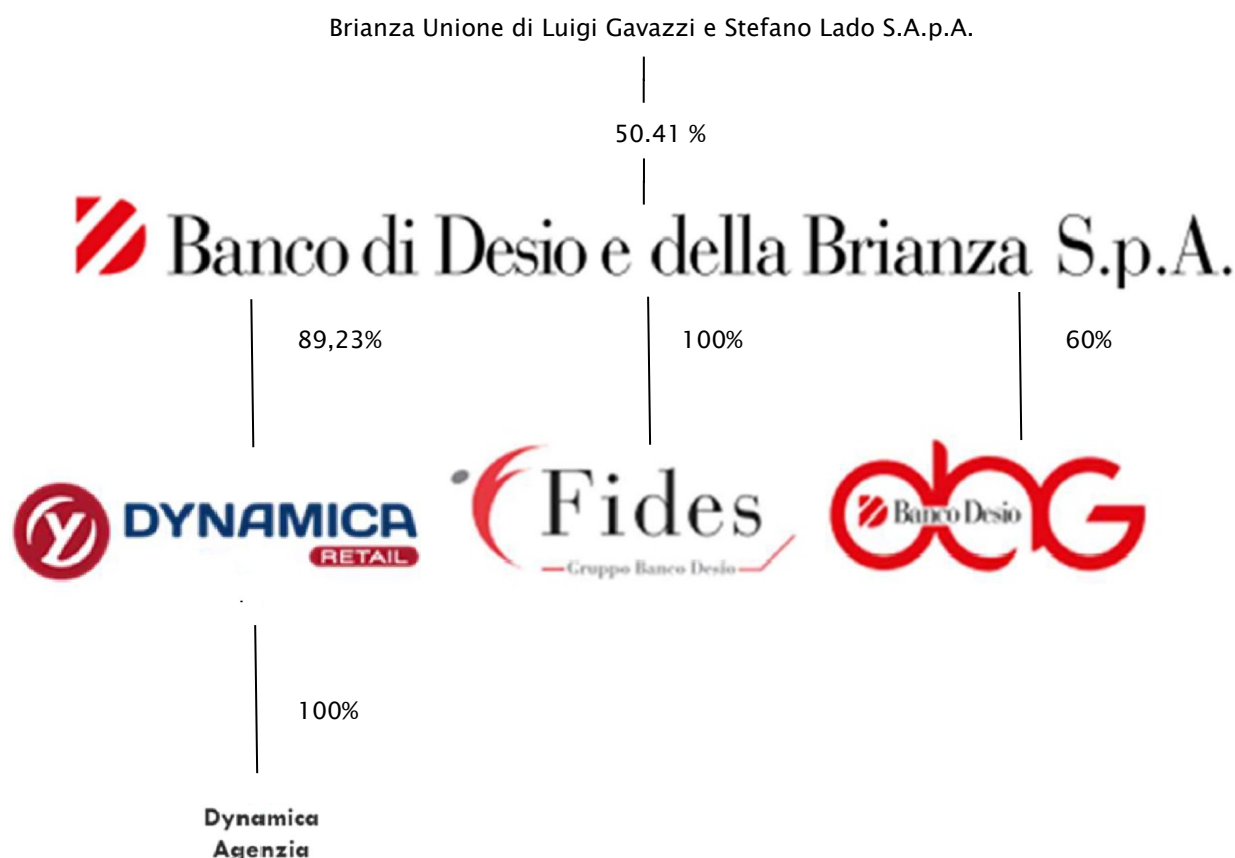 Brianza Unione di Luigi Gavazzi e Stefano Lado S.A.p.A.
50.41 %
Banco di Desio e della Brianza S.p.A.
89,23%
100%
60%
DYNAMICA
RETAIL
Fides
Gruppo Banco Desio
Banco Desio
100%
Dynamica
Agenzia